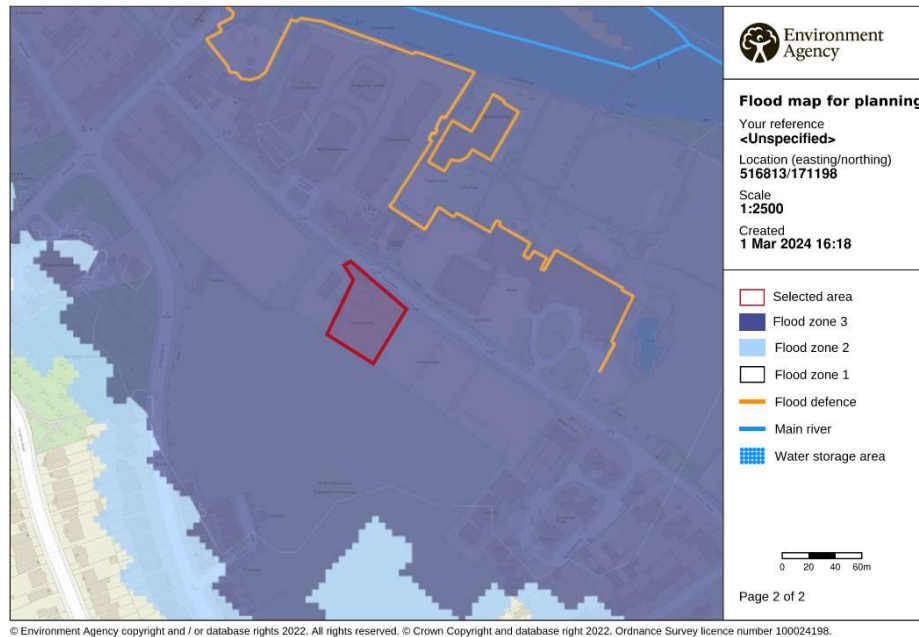 Environment
Agency
Flood map for planning
Your reference
<Unspecified>
Location (easting/northing)
516813/171198
Scale
1:2500
Created
1 Mar 2024 16:18
Selected area
Flood zone 3
Flood zone 2
Flood zone 1
Flood defence
Main river
Water storage area
0 20 40 60m
Page 2 of 2
© Environment Agency copyright and / or database rights 2022. All rights reserved. © Crown Copyright and database right 2022. Ordnance Survey licence number 100024198.